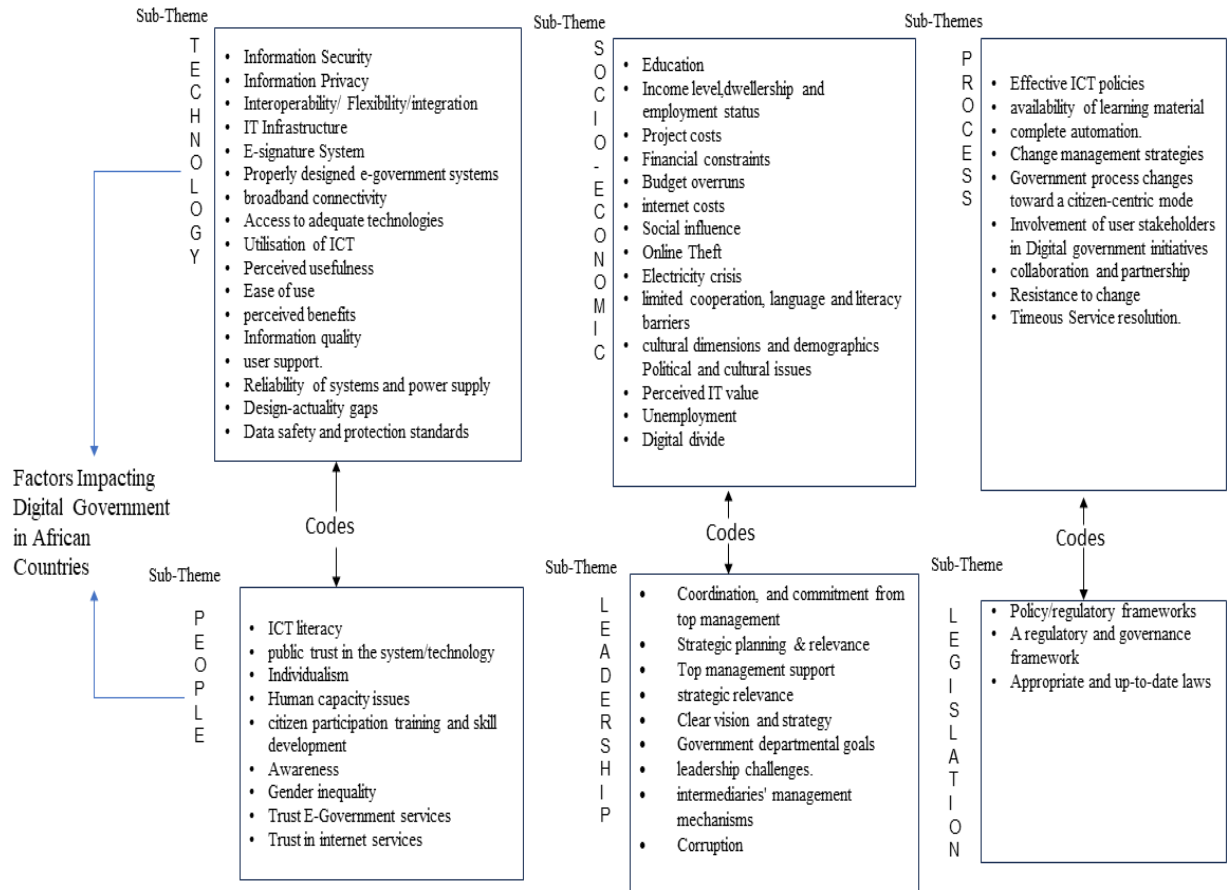 Sub-Theme
TECHNOLOGY
• Information Security
• Information Privacy
• Interoperability/ Flexibility/integration
• IT Infrastructure
• E-signature System
• Properly designed e-government systems
• broadband connectivity
• Access to adequate technologies
• Utilisation of ICT
• Perceived usefulness
• Ease of use
• perceived benefits
• Information quality
• user support.
• Reliability of systems and power supply
• Design-actuality gaps
• Data safety and protection standards
Sub-Theme
SOCIO-ECONOMIC
• Education
• Income level,dwellership and
employment status
• Project costs
• Financial constraints
• Budget overruns
• internet costs
• Social influence
• Online Theft
• Electricity crisis
• limited cooperation, language and literacy
barriers
• cultural dimensions and demographics
Political and cultural issues
• Perceived IT value
• Unemployment
• Digital divide
Sub-Themes
PROCESS
• Effective ICT policies
• availability of learning material
• complete automation.
• Change management strategies
• Government process changes
toward a citizen-centric mode
• Involvement of user stakeholders
in Digital government initiatives
• collaboration and partnership
• Resistance to change
• Timeous Service resolution.
Factors Impacting
Digital Government
in African
Countries
Codes
Codes
Codes
Sub-Theme
PEOPLE
• ICT literacy
• public trust in the system/technology
• Individualism
• Human capacity issues
• citizen participation training and skill
development
• Awareness
• Gender inequality
• Trust E-Government services
• Trust in internet services
Sub-Theme
LEADERSHIP
• Coordination, and commitment from
top management
• Strategic planning & relevance
• Top management support
• strategic relevance
• Clear vision and strategy
• Government departmental goals
• leadership challenges.
• intermediaries' management
mechanisms
• Corruption
Sub-Theme
LEGISLATION
• Policy/regulatory frameworks
• A regulatory and governance
framework
• Appropriate and up-to-date laws